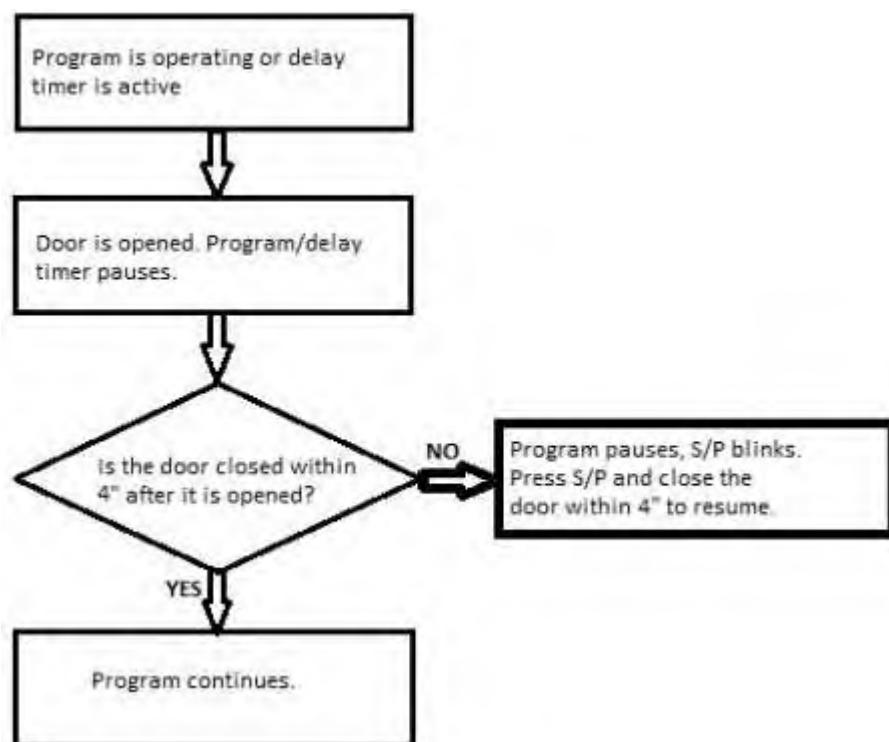 Program is operating or delay
timer is active
Door is opened. Program/delay
timer pauses.
Is the door closed within
4" after it is opened?
NO
Program pauses, S/P blinks.
Press S/P and close the
door within 4" to resume.
YES
Program continues.